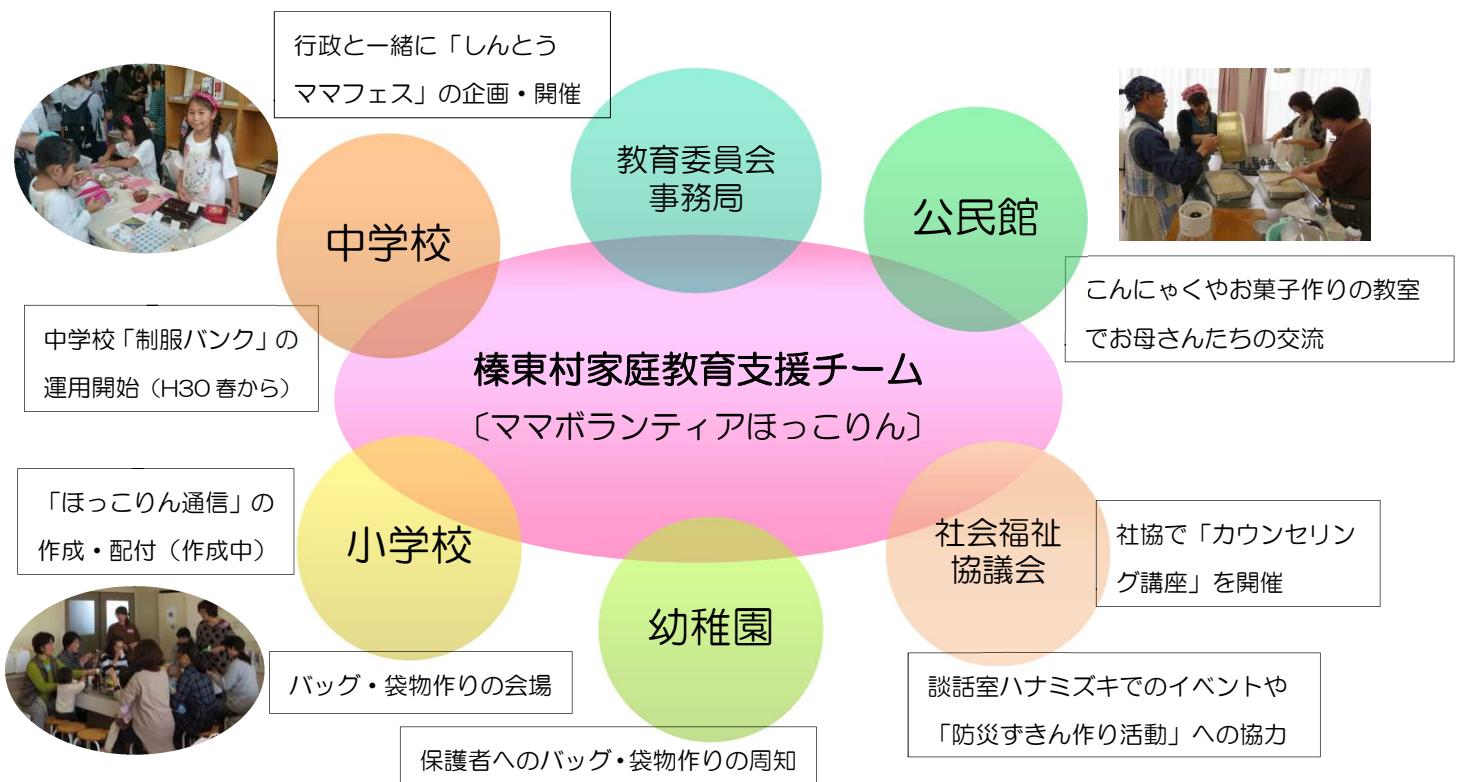 行政と一緒に「しんとう
ママフェス」の企画・開催
教育委員会
事務局
公民館
中学校
こんにゃくやお菓子作りの教室
でお母さんたちの交流
中学校「制服バンク」の
運用開始（H30春から）
榛東村家庭教育支援チーム
〔ママボランティアほっこりん〕
「ほっこりん通信」の
作成・配付（作成中）
小学校
社会福祉
協議会
社協で「カウンセリン
グ講座」を開催
幼稚園
バッグ・袋物作りの会場
談話室ハナミズキでのイベントや
「防災ずきん作り活動」への協力
保護者へのバッグ・袋物作りの周知